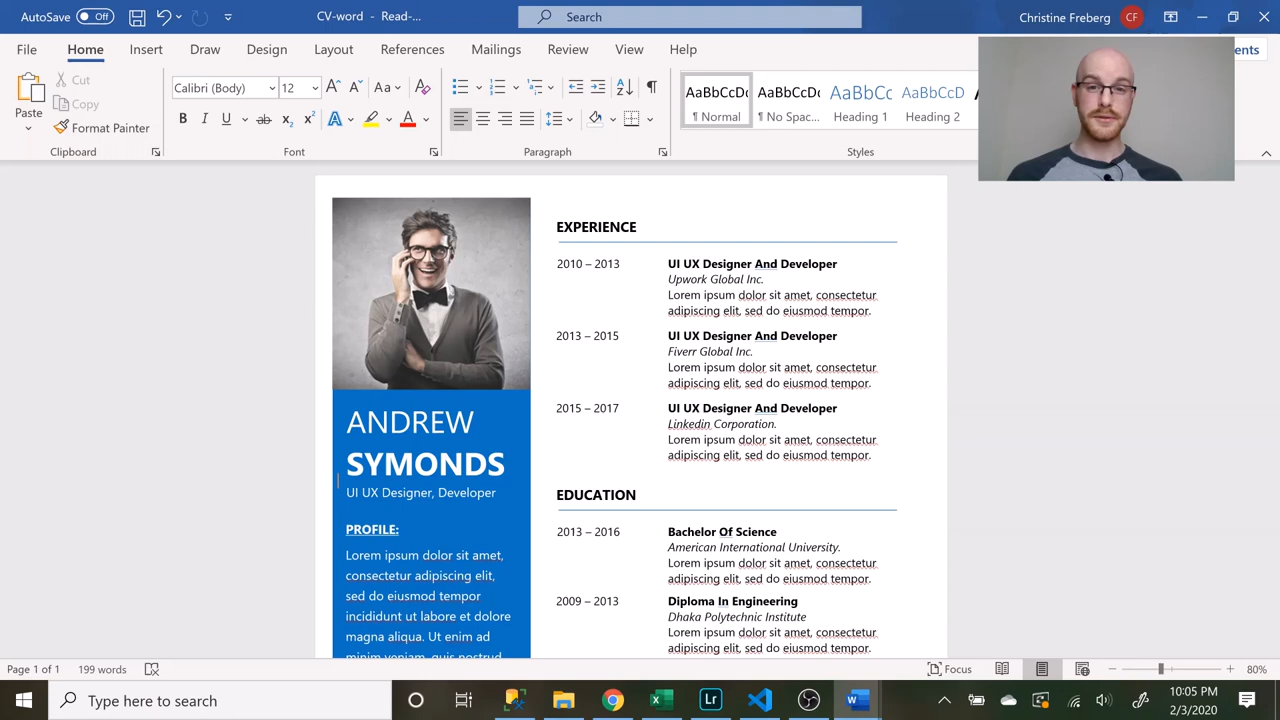 AutoSave Off CV-word - Read-... Search Christine Freberg CF
File Home Insert Draw Design Layout References Mailings Review View Help ents
Paste Cut Copy Format Painter
Calibri (Body) 12 Aa
B I U ab x₂ x² A A
AaBbCcDc AaBbCcDc AaBbCc AaBbCcD
¶ Normal ¶ No Spac... Heading 1 Heading 2
Clipboard Font Paragraph Styles
ANDREW
SYMONDS
UI UX Designer, Developer
PROFILE:
Lorem ipsum dolor sit amet,
consectetur adipiscing elit,
sed do eiusmod tempor
incididunt ut labore et dolore
magna aliqua. Ut enim ad
minim veniam, quis nostrud
EXPERIENCE
2010 – 2013 UI UX Designer And Developer
Upwork Global Inc.
Lorem ipsum dolor sit amet, consectetur
adipiscing elit, sed do eiusmod tempor.
2013 – 2015 UI UX Designer And Developer
Fiverr Global Inc.
Lorem ipsum dolor sit amet, consectetur
adipiscing elit, sed do eiusmod tempor.
2015 – 2017 UI UX Designer And Developer
Linkedin Corporation.
Lorem ipsum dolor sit amet, consectetur
adipiscing elit, sed do eiusmod tempor.
EDUCATION
2013 – 2016 Bachelor Of Science
American International University.
Lorem ipsum dolor sit amet, consectetur
adipiscing elit, sed do eiusmod tempor.
2009 – 2013 Diploma In Engineering
Dhaka Polytechnic Institute
Lorem ipsum dolor sit amet, consectetur
adipiscing elit, sed do eiusmod tempor.
Page 1 of 1 199 words Focus 80%
Type here to search Lr 10:05 PM
2/3/2020